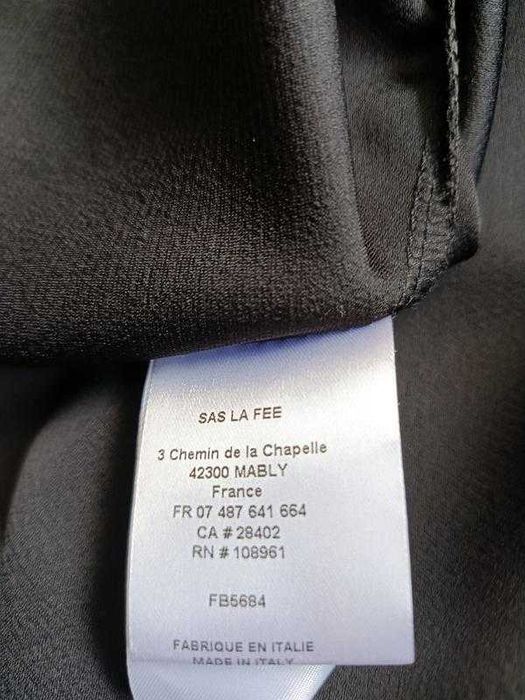 SAS LA FEE
3 Chemin de la Chapelle
42300 MABLY
France
FR 07 487 641 664
CA # 28402
RN # 108961
FB5684
FABRIQUE EN ITALIE
MADE IN ITALY